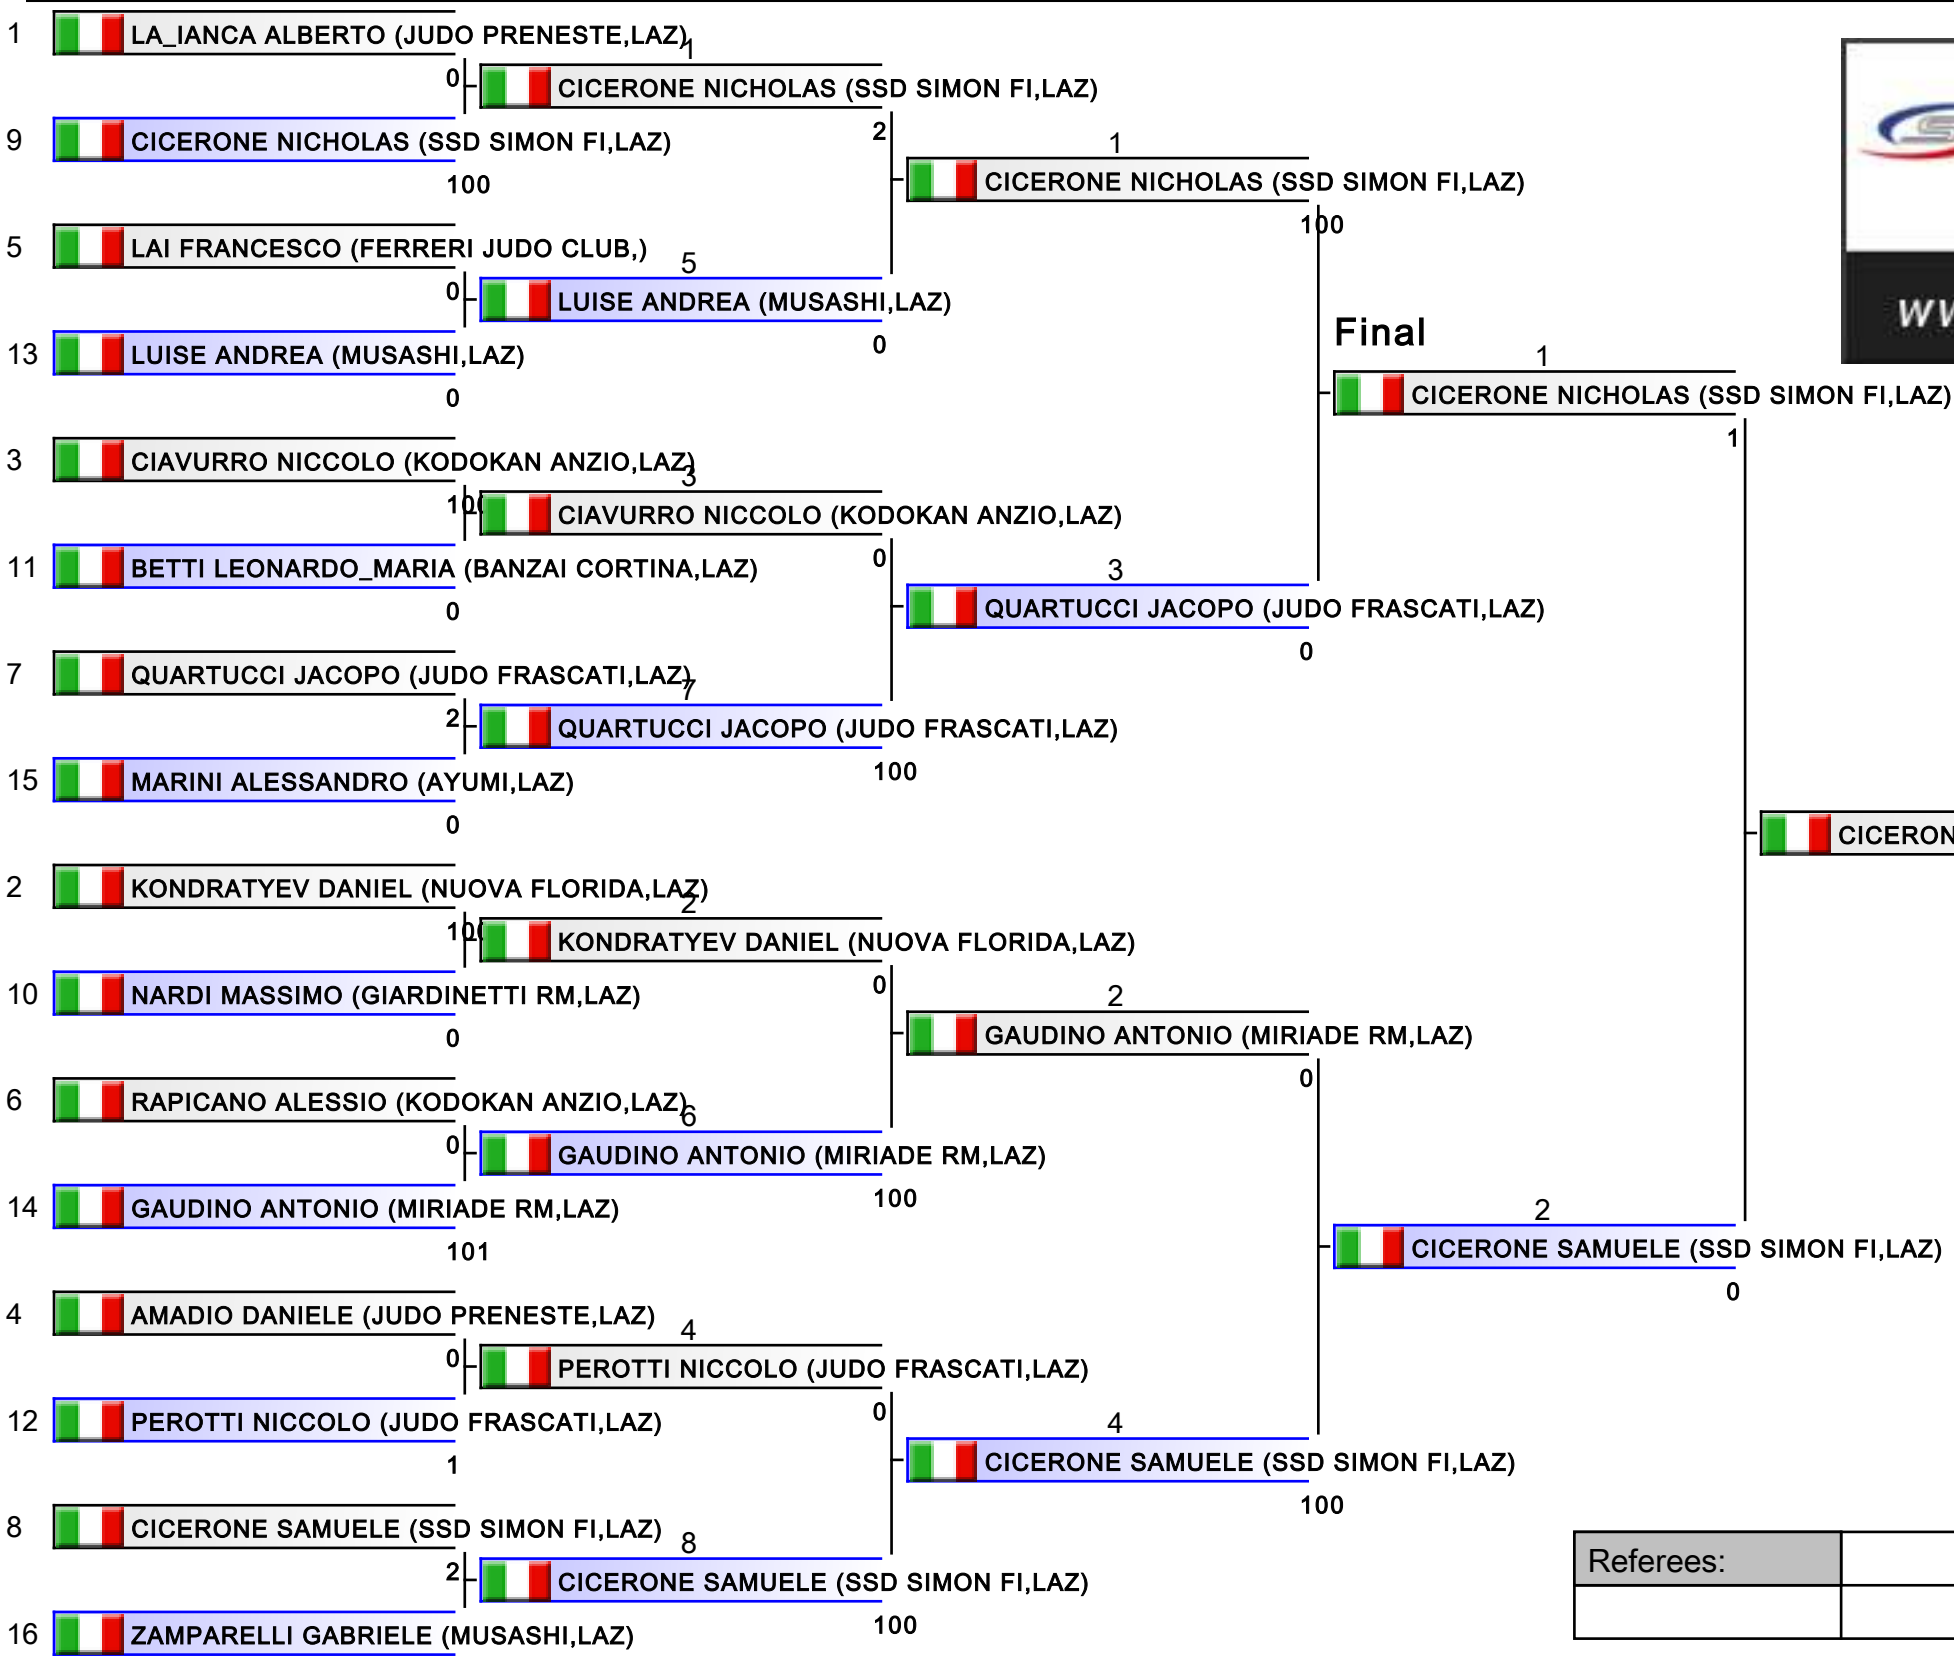 1 LA_IANCA ALBERTO (JUDO PRENESTE,LAZ)
1
0 CICERONE NICHOLAS (SSD SIMON FI,LAZ)
9 CICERONE NICHOLAS (SSD SIMON FI,LAZ)
2
1
100
CICERONE NICHOLAS (SSD SIMON FI,LAZ)
100
5 LAI FRANCESCO (FERRERI JUDO CLUB,)
5
0 LUISE ANDREA (MUSASHI,LAZ)
0
13 LUISE ANDREA (MUSASHI,LAZ)
0
Final
1
CICERONE NICHOLAS (SSD SIMON FI,LAZ)
1
3 CIAVURRO NICCOLO (KODOKAN ANZIO,LAZ)
3
100 CIAVURRO NICCOLO (KODOKAN ANZIO,LAZ)
0
11 BETTI LEONARDO_MARIA (BANZAI CORTINA,LAZ)
0
3
QUARTUCCI JACOPO (JUDO FRASCATI,LAZ)
0
7 QUARTUCCI JACOPO (JUDO FRASCATI,LAZ)
7
2 QUARTUCCI JACOPO (JUDO FRASCATI,LAZ)
100
15 MARINI ALESSANDRO (AYUMI,LAZ)
0
CICERON
2 KONDRATYEV DANIEL (NUOVA FLORIDA,LAZ)
2
100 KONDRATYEV DANIEL (NUOVA FLORIDA,LAZ)
0
10 NARDI MASSIMO (GIARDINETTI RM,LAZ)
0
2
GAUDINO ANTONIO (MIRIADE RM,LAZ)
0
6 RAPICANO ALESSIO (KODOKAN ANZIO,LAZ)
6
0 GAUDINO ANTONIO (MIRIADE RM,LAZ)
100
14 GAUDINO ANTONIO (MIRIADE RM,LAZ)
101
2
CICERONE SAMUELE (SSD SIMON FI,LAZ)
0
4 AMADIO DANIELE (JUDO PRENESTE,LAZ)
4
0 PEROTTI NICCOLO (JUDO FRASCATI,LAZ)
0
12 PEROTTI NICCOLO (JUDO FRASCATI,LAZ)
1
4
CICERONE SAMUELE (SSD SIMON FI,LAZ)
100
8 CICERONE SAMUELE (SSD SIMON FI,LAZ)
8
2 CICERONE SAMUELE (SSD SIMON FI,LAZ)
100
16 ZAMPARELLI GABRIELE (MUSASHI,LAZ)
Referees: